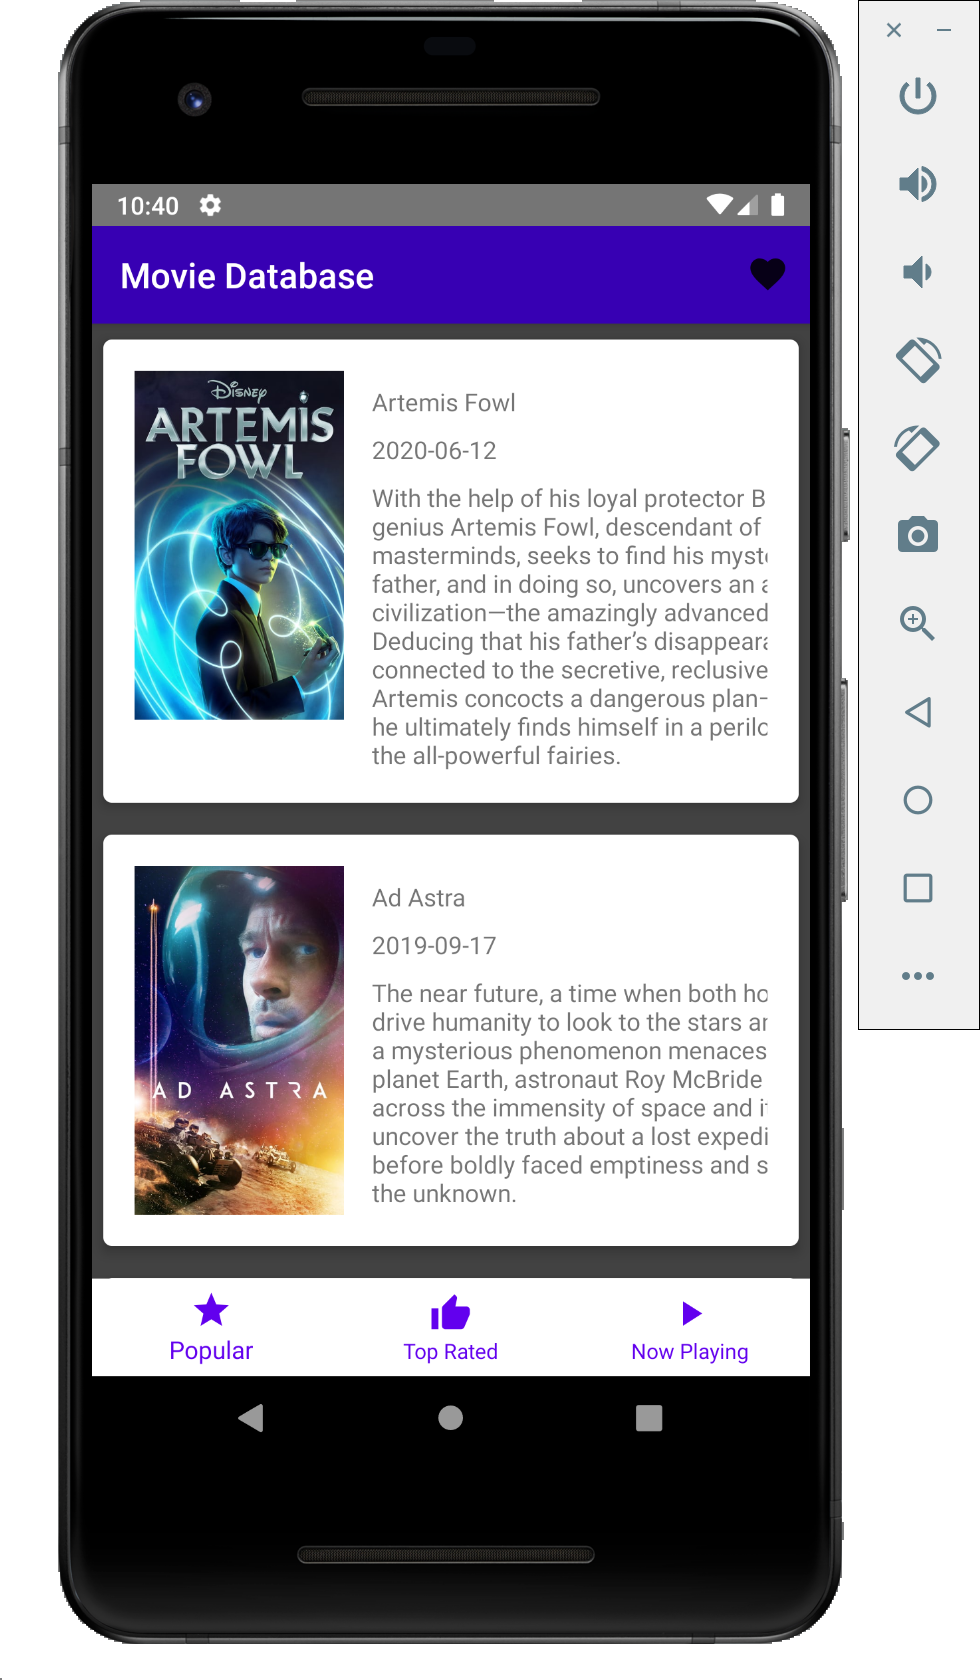 10:40
Movie Database
DISNEY
ARTEMIS
FOWL
Artemis Fowl
2020-06-12
With the help of his loyal protector B
genius Artemis Fowl, descendant of
masterminds, seeks to find his myst
father, and in doing so, uncovers an a
civilization—the amazingly advanced
Deducing that his father’s disappeara
connected to the secretive, reclusive
Artemis concocts a dangerous plan–
he ultimately finds himself in a perilo
the all-powerful fairies.
AD ASTRA
Ad Astra
2019-09-17
The near future, a time when both ho
drive humanity to look to the stars an
a mysterious phenomenon menaces
planet Earth, astronaut Roy McBride
across the immensity of space and it
uncover the truth about a lost expedi
before boldly faced emptiness and s
the unknown.
Popular
Top Rated
Now Playing